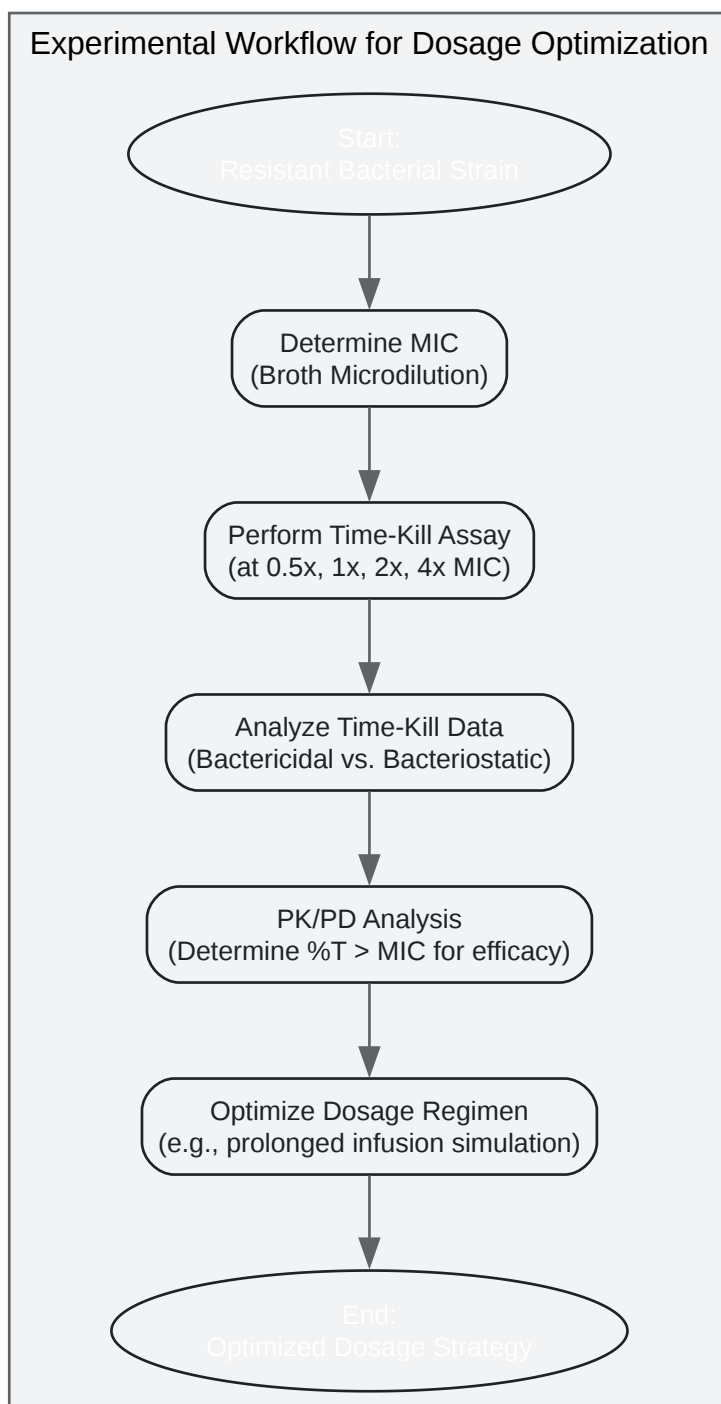 Experimental Workflow for Dosage Optimization
Start:
Resistant Bacterial Strain
Determine MIC
(Broth Microdilution)
Perform Time-Kill Assay
(at 0.5x, 1x, 2x, 4x MIC)
Analyze Time-Kill Data
(Bactericidal vs. Bacteriostatic)
PK/PD Analysis
(Determine %T > MIC for efficacy)
Optimize Dosage Regimen
(e.g., prolonged infusion simulation)
End:
Optimized Dosage Strategy